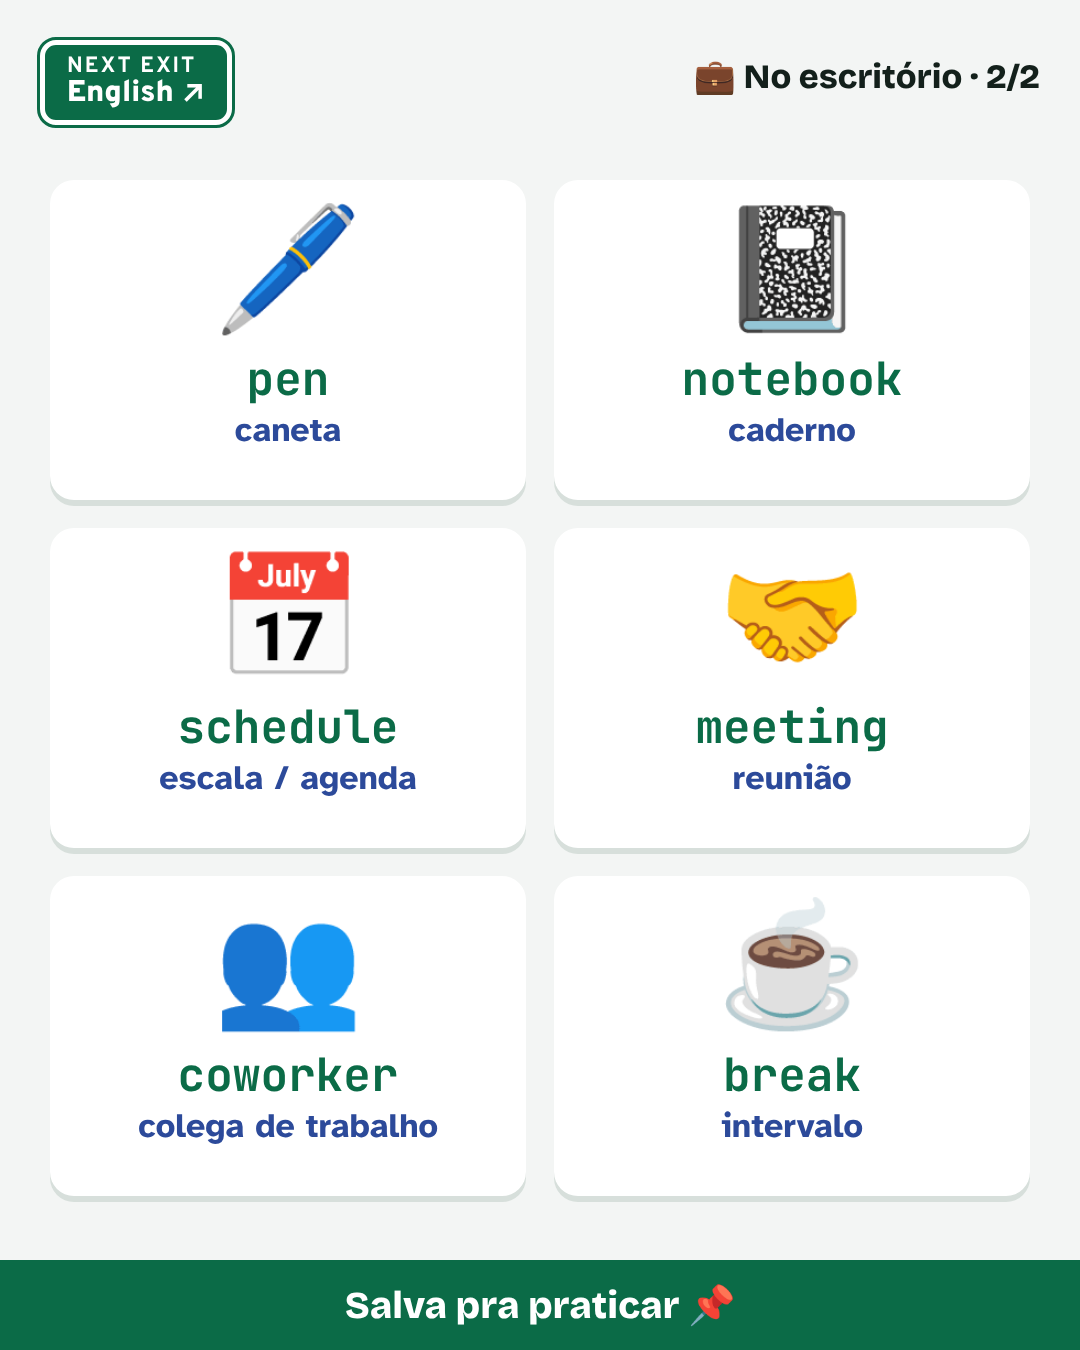 NEXT EXIT
English ↗
💼 No escritório · 2/2
pen
caneta
notebook
caderno
July
17
schedule
escala / agenda
meeting
reunião
coworker
colega de trabalho
break
intervalo
Salva pra praticar 📌